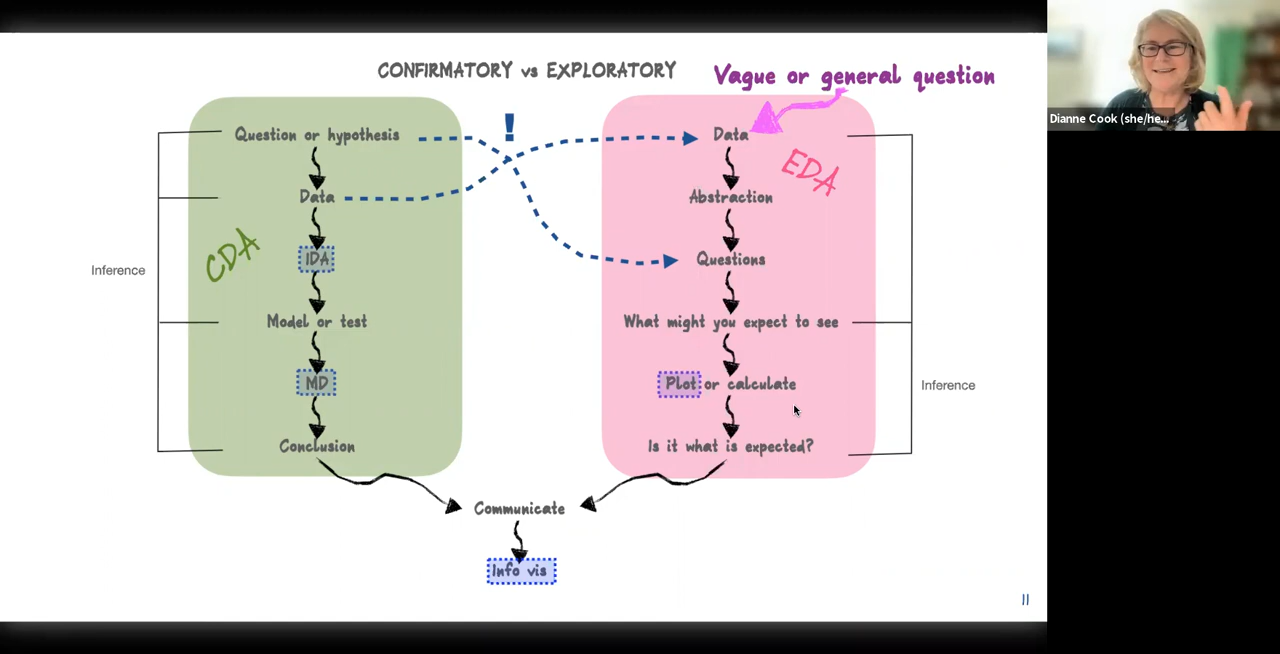 CONFIRMATORY vs EXPLORATORY
Vague or general question
Dianne Cook (she/he...
Question or hypothesis
!
Data
EDA
Data
Abstraction
CDA
IDA
Questions
Inference
Model or test
What might you expect to see
MD
Plot or calculate
Inference
Conclusion
Is it what is expected?
Communicate
Info vis
11